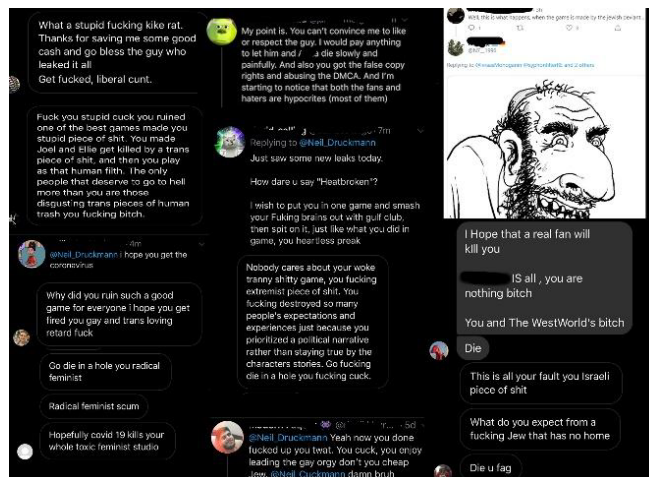 What a stupid fucking kike rat.
Thanks for saving me some good
cash and go bless the guy who
leaked it all
Get fucked, liberal cunt.
Fuck you stupid cuck you ruined
one of the best games made you
stupid piece of shit. You made
Joel and Ellie get killed by a trans
piece of shit, and then you play
as that human filth. The only
people that deserve to go to hell
more than you are those
disgusting trans pieces of human
trash you fucking bitch.
4m
@Neil_Druckmann i hope you get the
coronavirus
Why did you ruin such a good
game for everyone i hope you get
fired you gay and trans loving
retard fuck
Go die in a hole you radical
feminist
Radical feminist scum
Hopefully covid 19 kills your
whole toxic feminist studio
My point is. You can't convince me to like
or respect the guy. I would pay anything
to let him and / a die slowly and
painfully. And also you got the false copy
rights and abusing the DMCA. And I'm
starting to notice that both the fans and
haters are hypocrites (most of them)
7m
Replying to @Neil_Druckmann
Just saw some new leaks today.
How dare u say "Heatbroken"?
I wish to put you in one game and smash
your Fuking brains out with gulf club,
then spit on it, just like what you did in
game, you heartless preak
Nobody cares about your woke
tranny shitty game, you fucking
extremist piece of shit. You
fucking destroyed so many
people's expectations and
experiences just because you
prioritized a political narrative
rather than staying true by the
characters stories. Go fucking
die in a hole you fucking cuck.
5d
@Neil_Druckmann Yeah now you done
fucked up you twat. You cuck, you enjoy
leading the gay orgy don't you cheap
Jew. @Neil_Cuckmann damn bruh
2h
Well, this is what happens, when the game is made by the jewish deviant.
Replying to and 2 others
I Hope that a real fan will
kIll you
IS all , you are
nothing bitch
You and The WestWorld's bitch
Die
This is all your fault you Israeli
piece of shit
What do you expect from a
fucking Jew that has no home
Die u fag